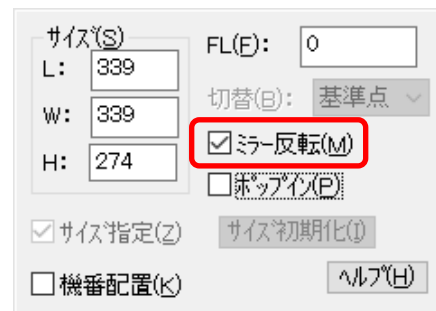 サイズ(S)
L: 339
W: 339
H: 274
FL(F): 0
切替(B): 基準点
ミラー反転(M)
ポップイン(P)
サイズ指定(Z)
サイズ初期化(I)
機番配置(K)
ヘルプ(H)